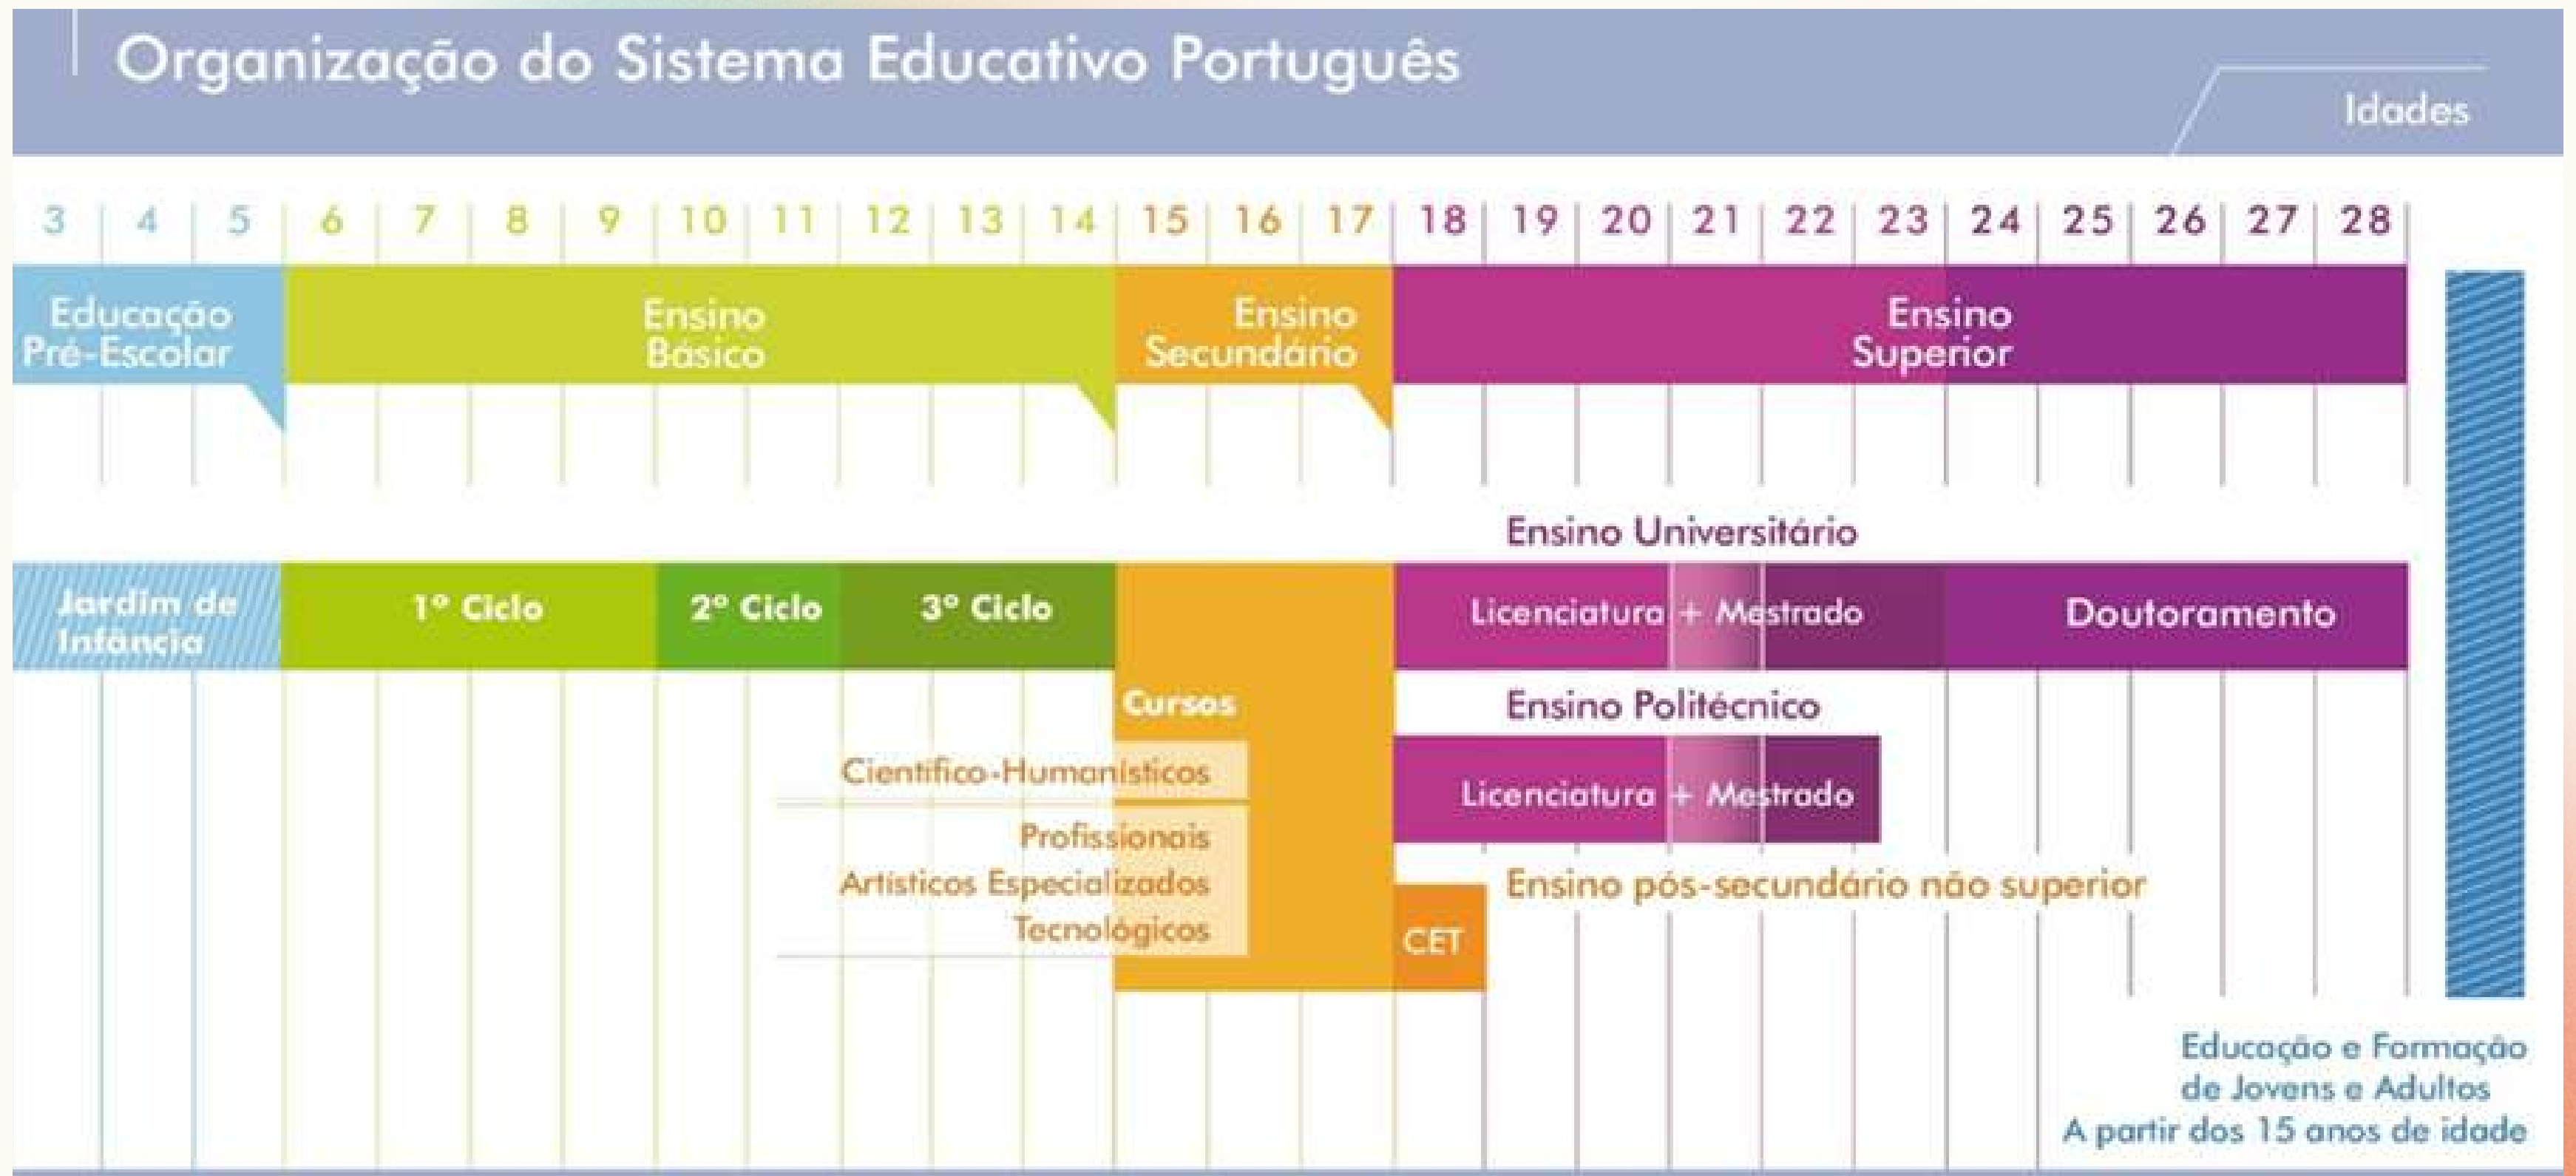 Organização do Sistema Educativo Português
Idades
3 4 5 6 7 8 9 10 11 12 13 14 15 16 17 18 19 20 21 22 23 24 25 26 27 28
Educação
Pré-Escolar
Ensino
Básico
Ensino
Secundário
Ensino
Superior
Ensino Universitário
Jardim de
Infância
1º Ciclo
2º Ciclo
3º Ciclo
Licenciatura + Mestrado
Doutoramento
Cursos
Ensino Politécnico
Científico-Humanísticos
Licenciatura + Mestrado
Profissionais
Artísticos Especializados
Tecnológicos
Ensino pós-secundário não superior
CET
Educação e Formação
de Jovens e Adultos
A partir dos 15 anos de idade